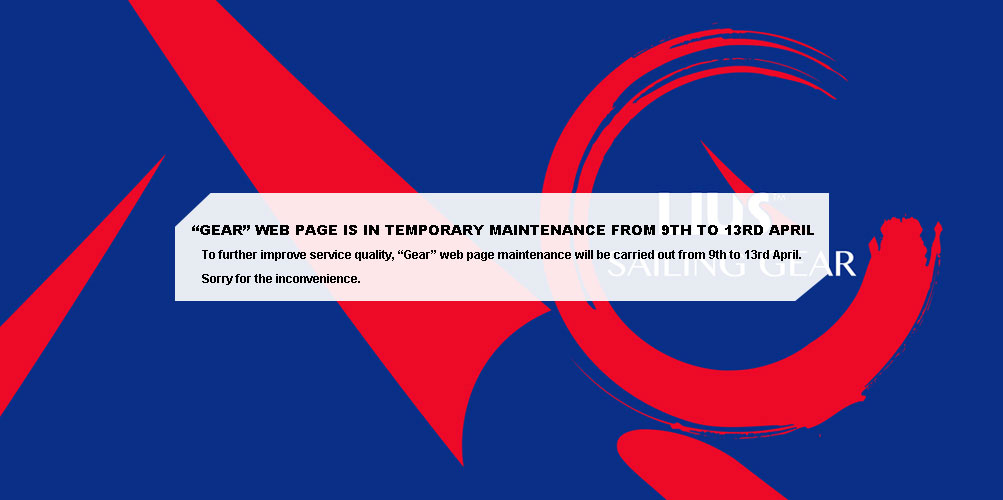 LIUS™
"GEAR" WEB PAGE IS IN TEMPORARY MAINTENANCE FROM 9TH TO 13RD APRIL
To further improve service quality, "Gear" web page maintenance will be carried out from 9th to 13rd April.
SAILING GEAR
Sorry for the inconvenience.